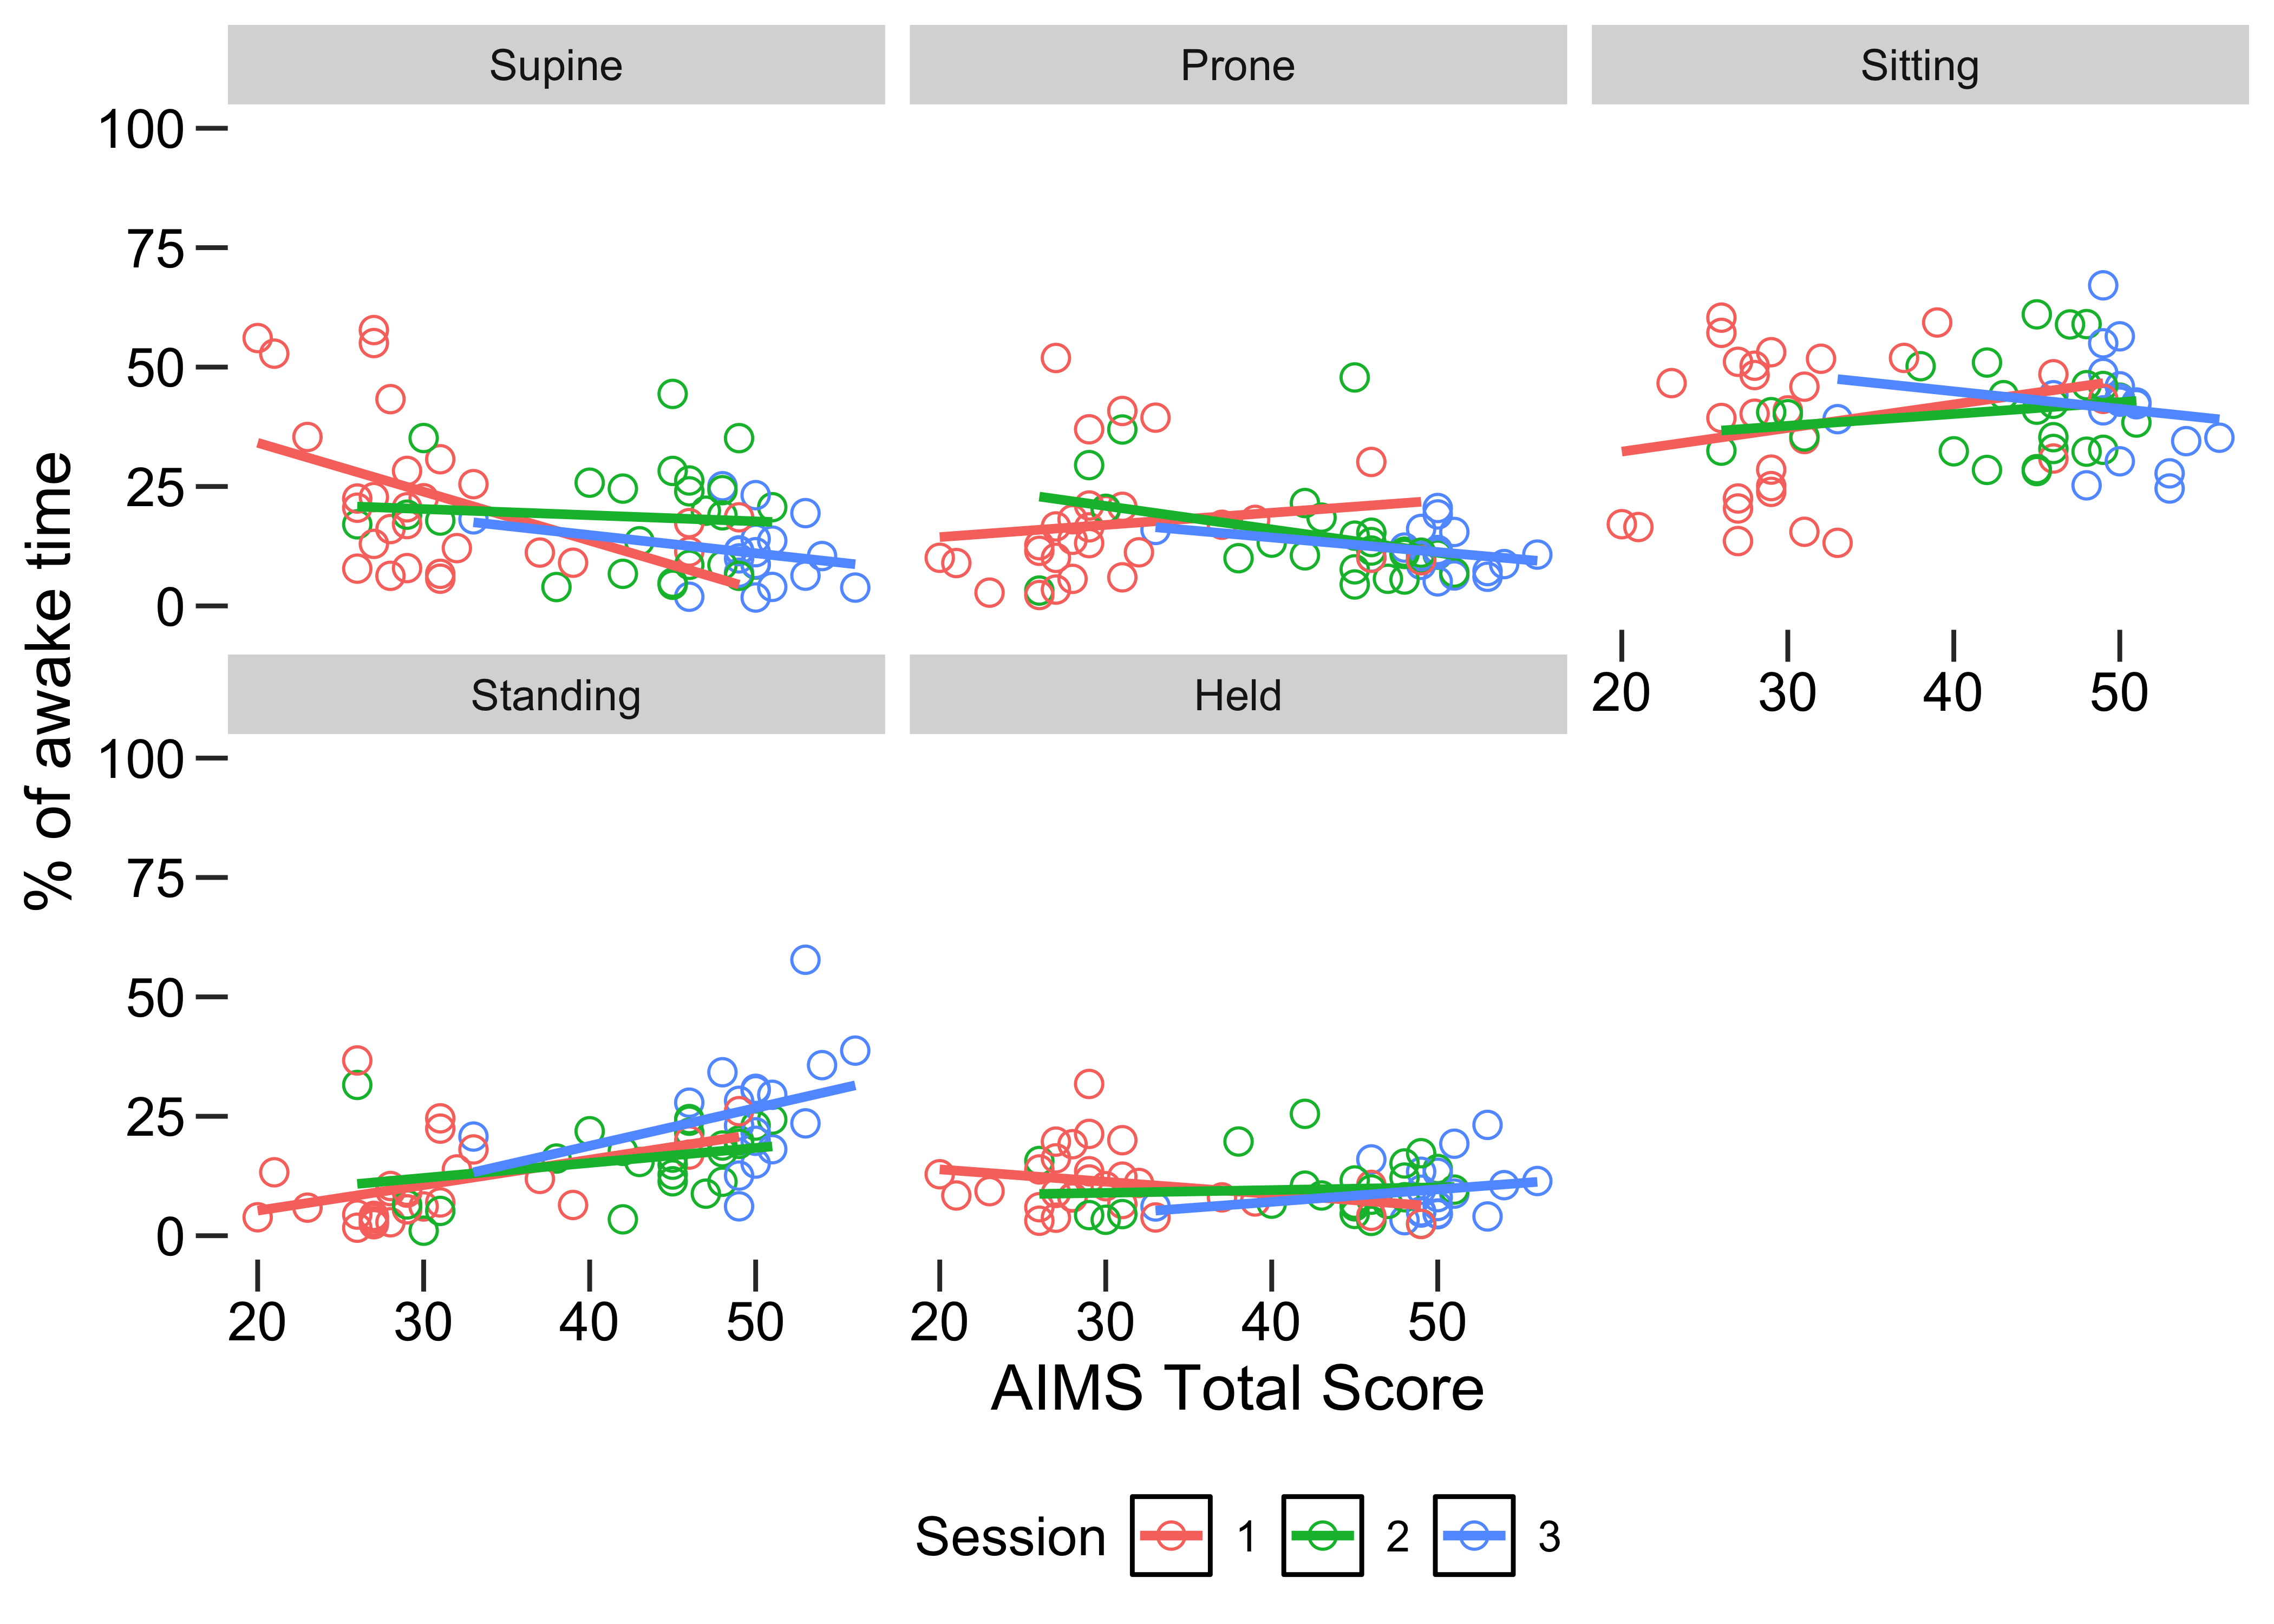 Supine Prone Sitting
100
75
50
25
0
20 30 40 50
Standing Held
100
75
50
25
0
20 30 40 50 20 30 40 50
% of awake time
AIMS Total Score
Session 1 2 3